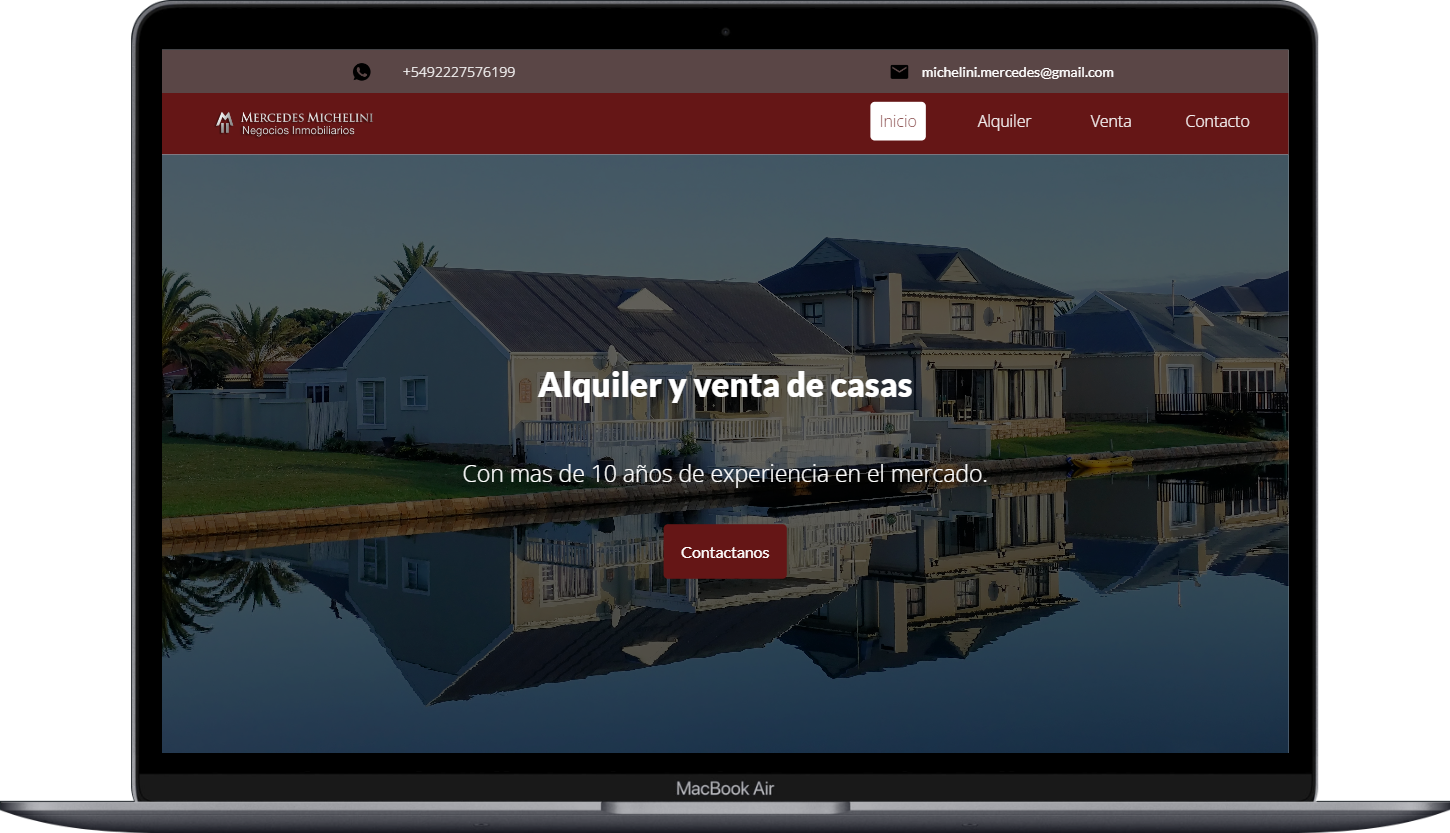 +5492227576199
michelini.mercedes@gmail.com
MERCEDES MICHELINI
Negocios Inmobiliarios
Inicio
Alquiler
Venta
Contacto
Alquiler y venta de casas
Con mas de 10 años de experiencia en el mercado.
Contactanos
MacBook Air